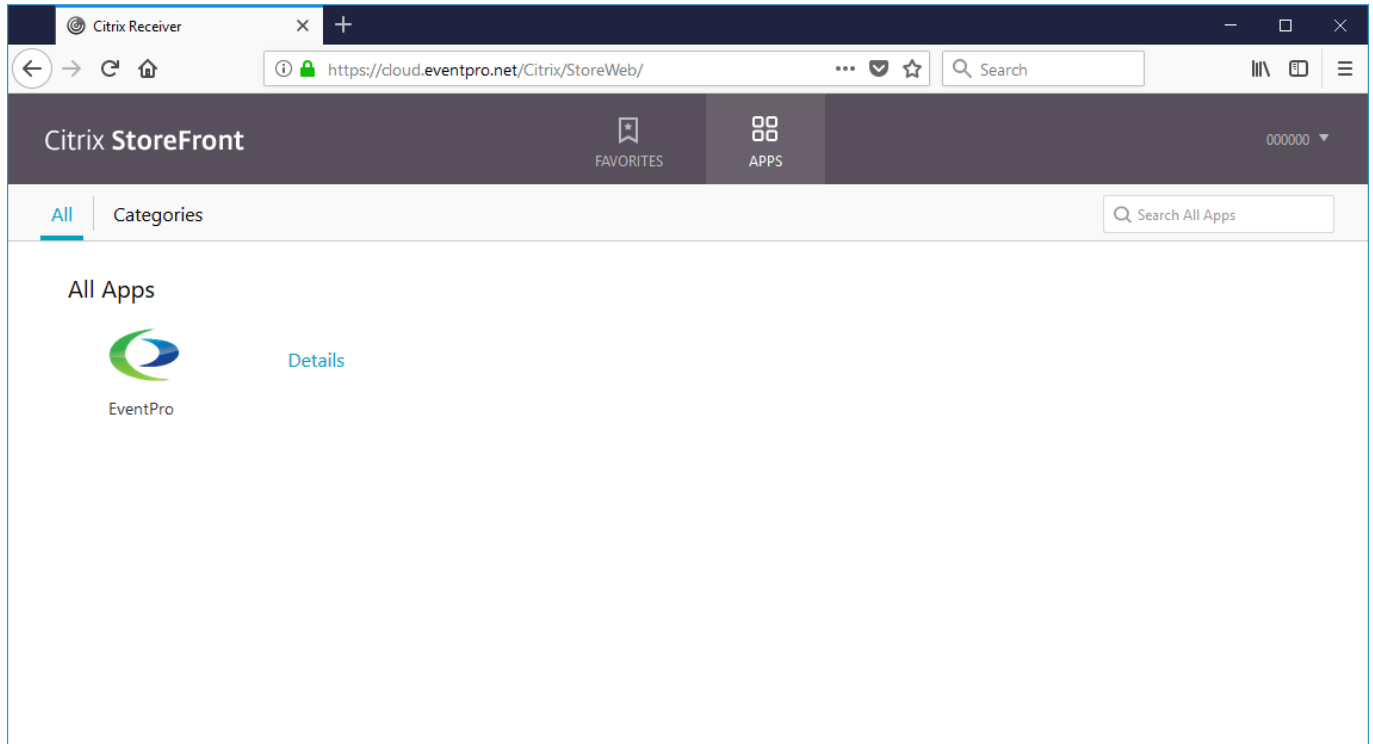 Citrix Receiver
https://cloud.eventpro.net/Citrix/StoreWeb/
Search
Citrix StoreFront
FAVORITES
APPS
000000
All
Categories
Search All Apps
All Apps
Details
EventPro